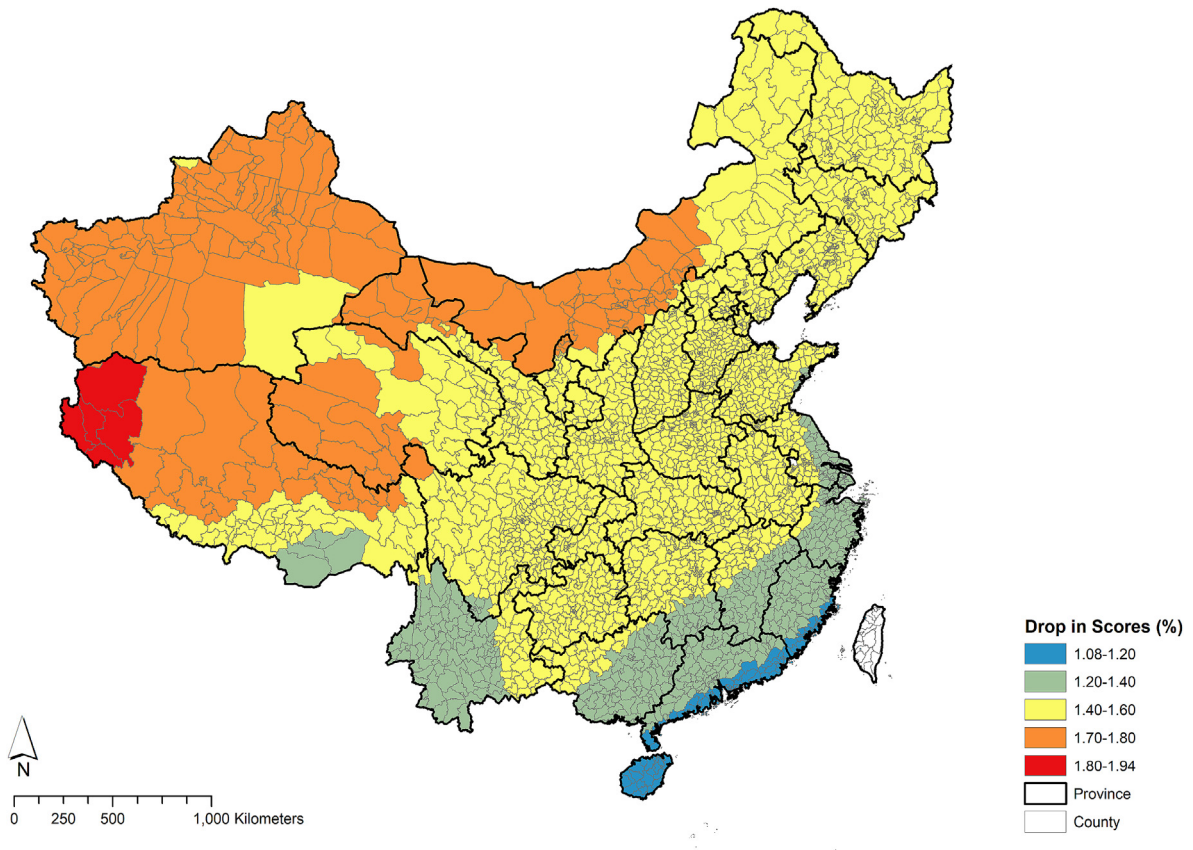 Drop in Scores (%)
1.08-1.20
1.20-1.40
1.40-1.60
1.70-1.80
1.80-1.94
Province
County
N
0 250 500 1,000 Kilometers